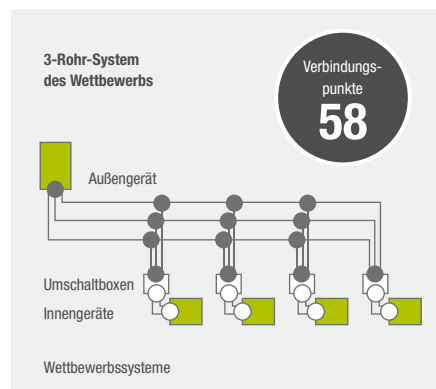 3-Rohr-System
des Wettbewerbs
Verbindungs-
punkte
58
Außengerät
Umschaltboxen
Innengeräte
Wettbewerbssysteme